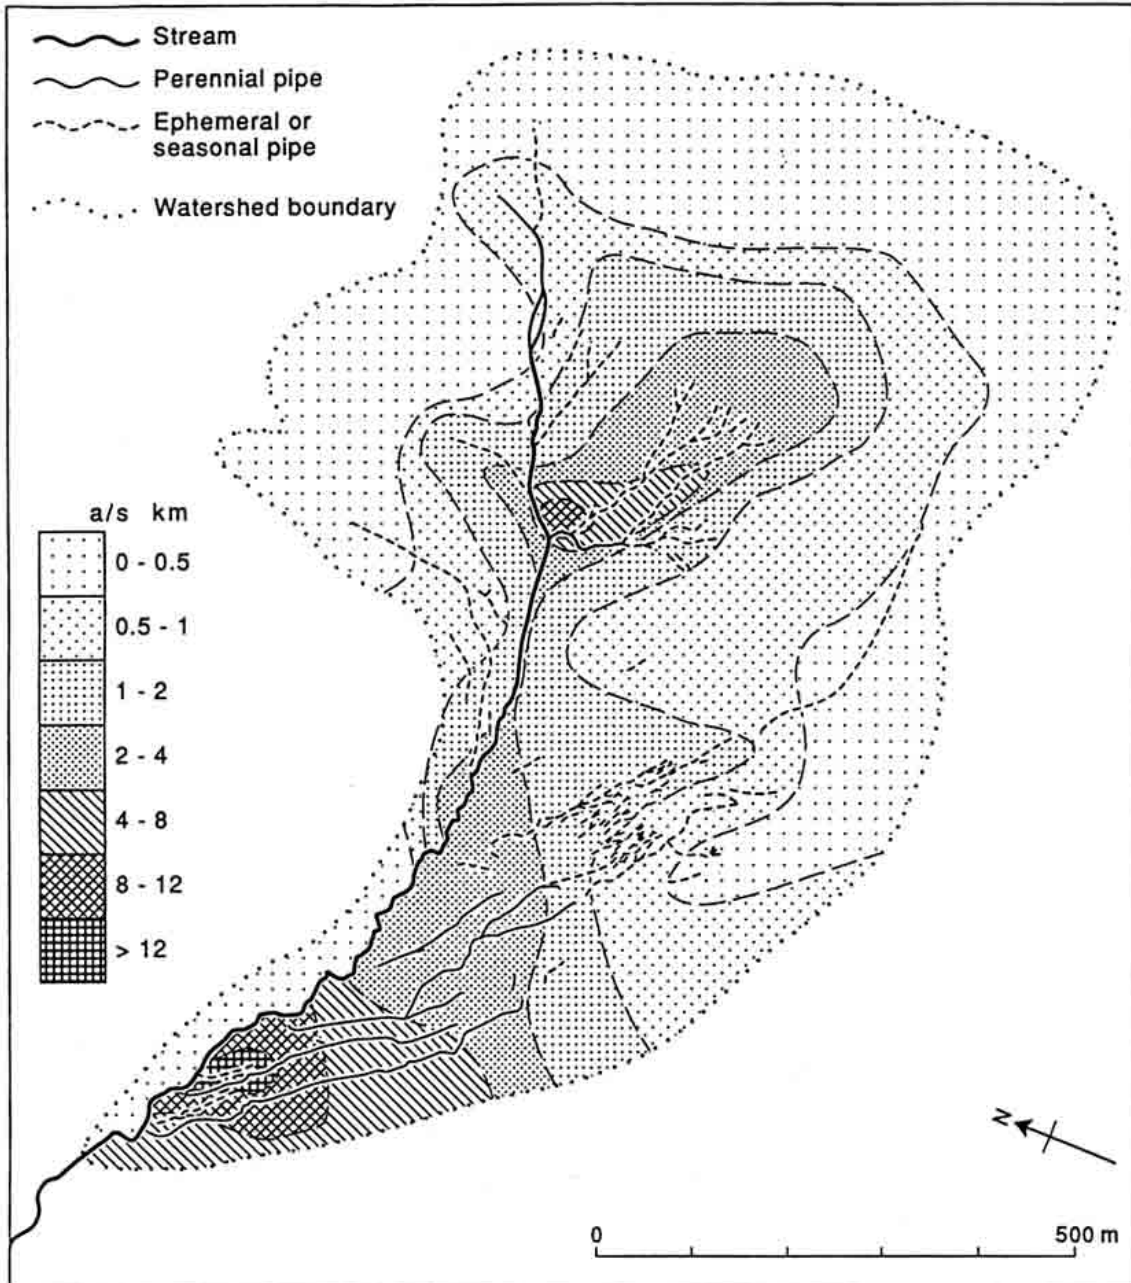 Stream
Perennial pipe
Ephemeral or
seasonal pipe
Watershed boundary
a/s km
0 - 0.5
0.5 - 1
1 - 2
2 - 4
4 - 8
8 - 12
> 12
N
0
500 m